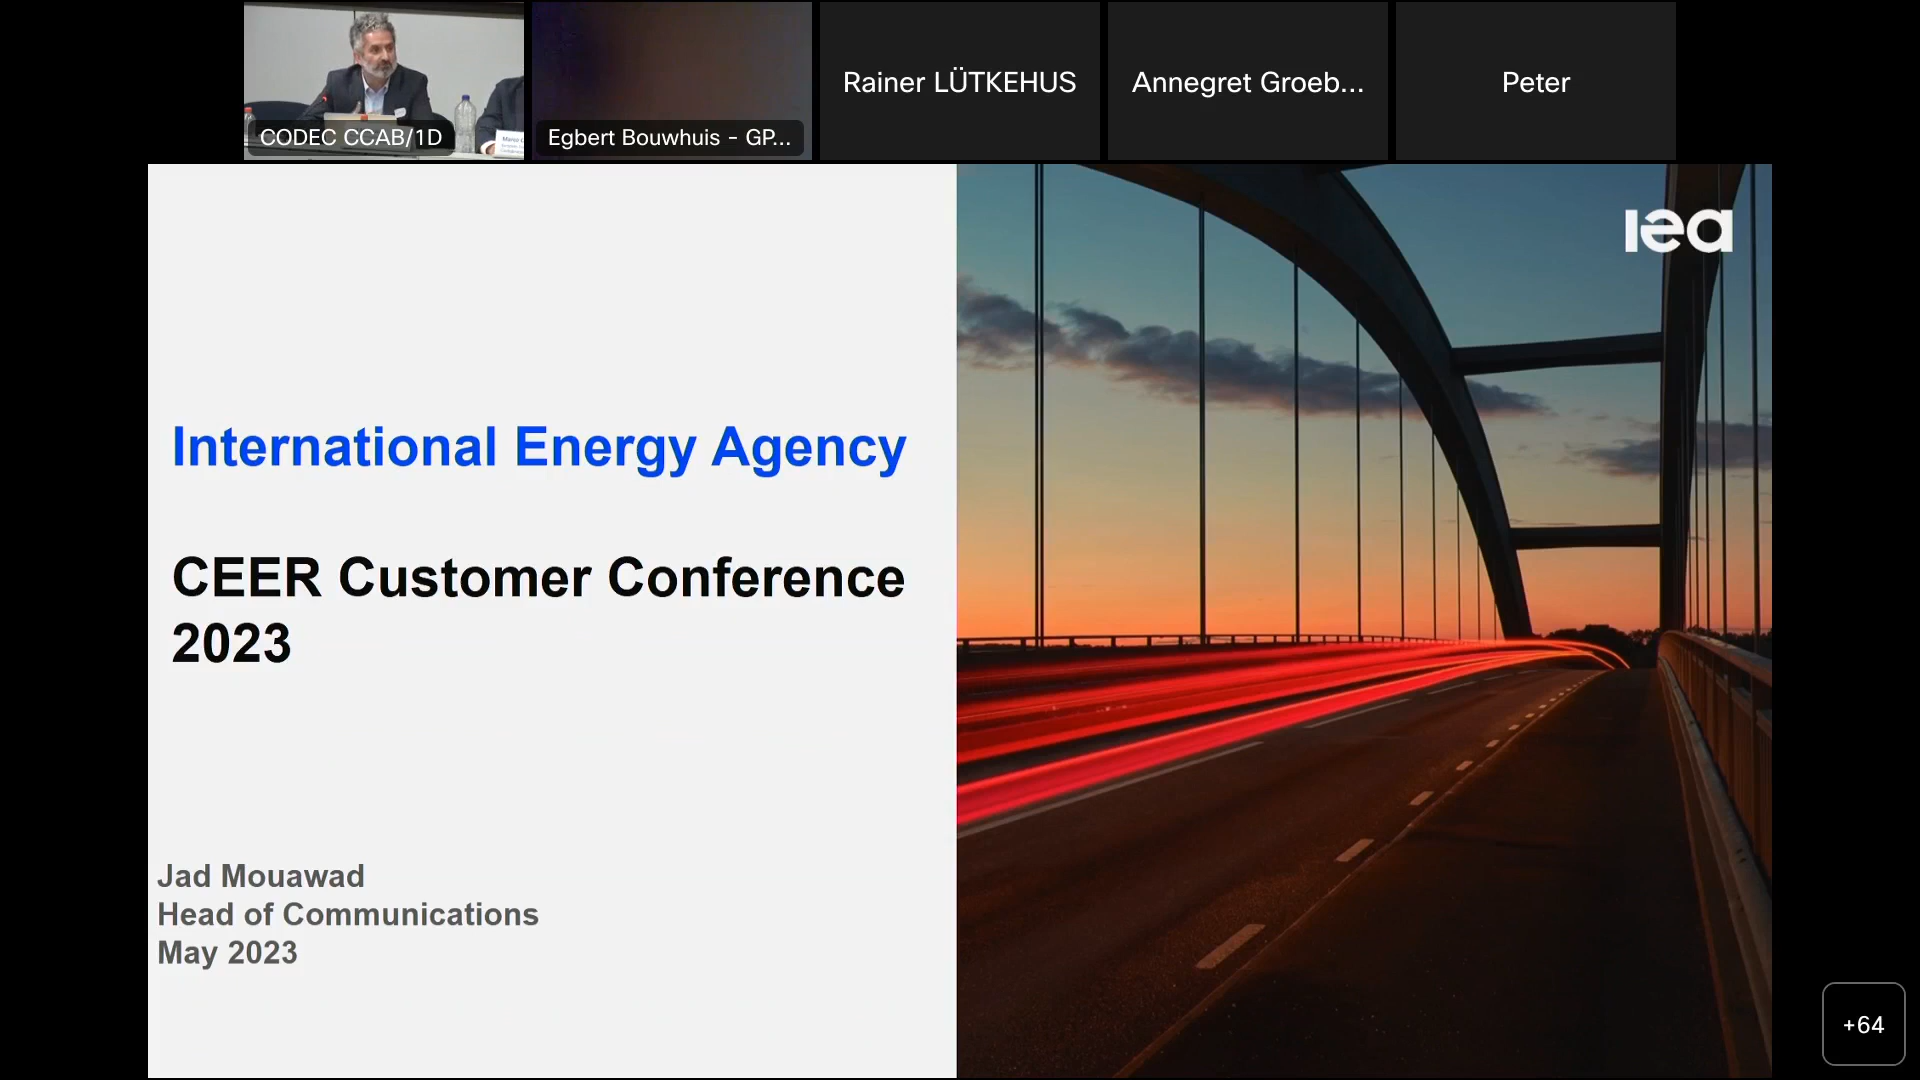 CODEC CCAB/1D
Egbert Bouwhuis - GP...
Rainer LÜTKEHUS
Annegret Groeb...
Peter
iea
International Energy Agency
CEER Customer Conference
2023
Jad Mouawad
Head of Communications
May 2023
+64